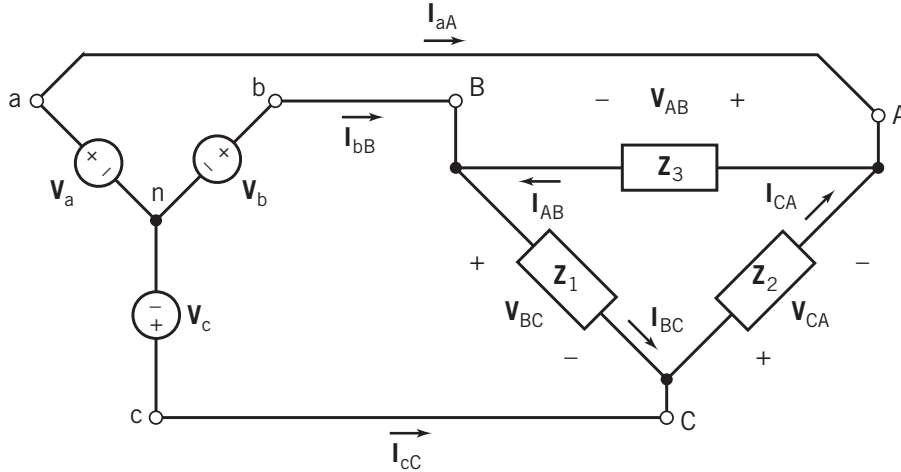 I_aA
a
b
B
− V_AB +
A
I_bB
+ −
− +
V_a
n
V_b
Z_3
I_AB
I_CA
+
Z_1
Z_2
−
−
+
V_c
V_BC
I_BC
V_CA
−
+
c
C
I_cC